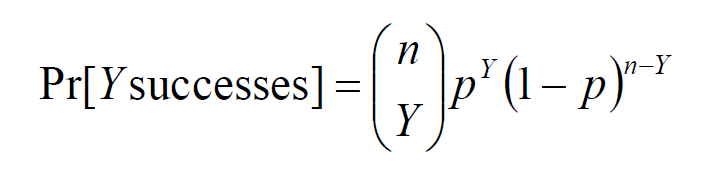 Pr[Y successes] = (n Y) p^Y (1 − p)^{n−Y}